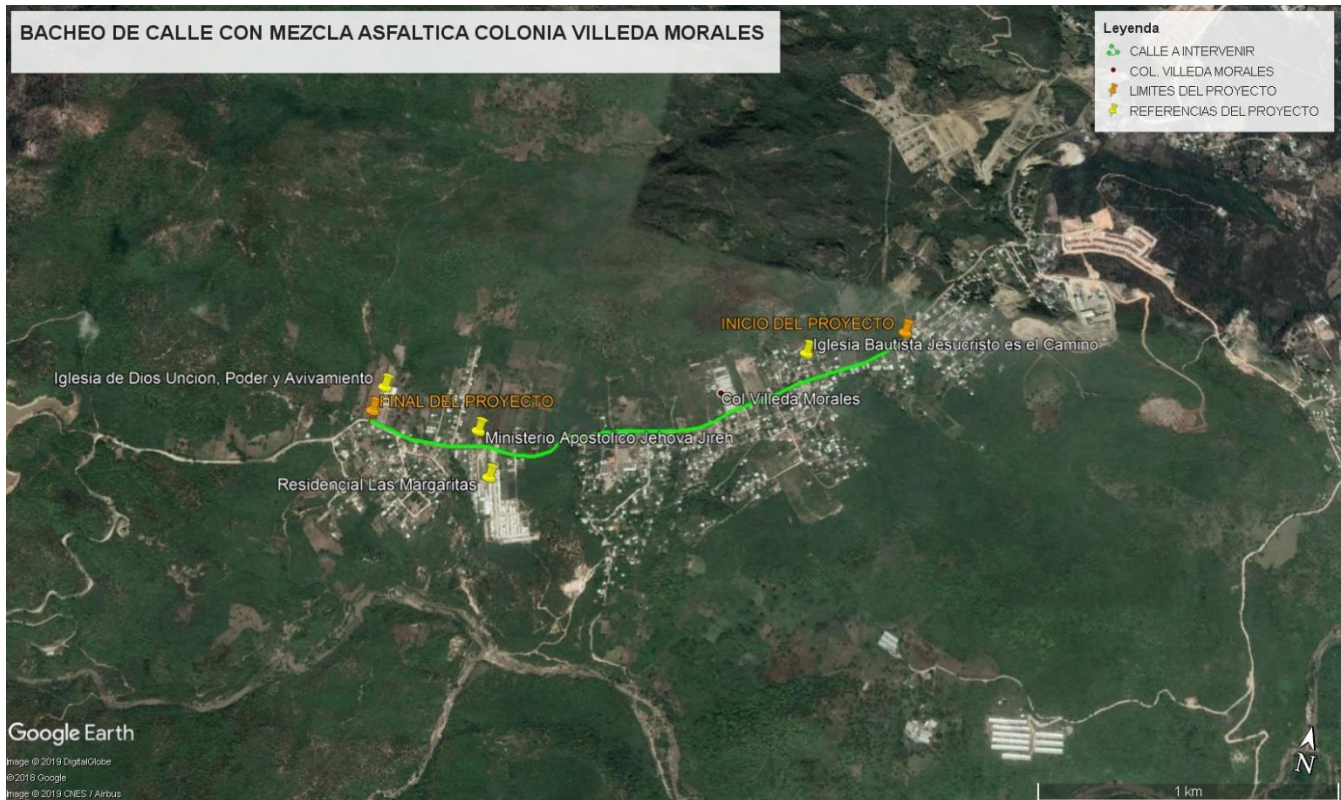 BACHEO DE CALLE CON MEZCLA ASFALTICA COLONIA VILLEDA MORALES
Leyenda
CALLE A INTERVENIR
COL. VILLEDA MORALES
LIMITES DEL PROYECTO
REFERENCIAS DEL PROYECTO
INICIO DEL PROYECTO
Iglesia Bautista Jesucristo es el Camino
Iglesia de Dios Uncion, Poder y Avivamiento
FINAL DEL PROYECTO
Col Villeda Morales
Ministerio Apostolico Jehova Jireh
Residencial Las Margaritas
Google Earth
Image © 2019 DigitalGlobe
©2018 Google
Image © 2019 CNES / Airbus
N
1 km